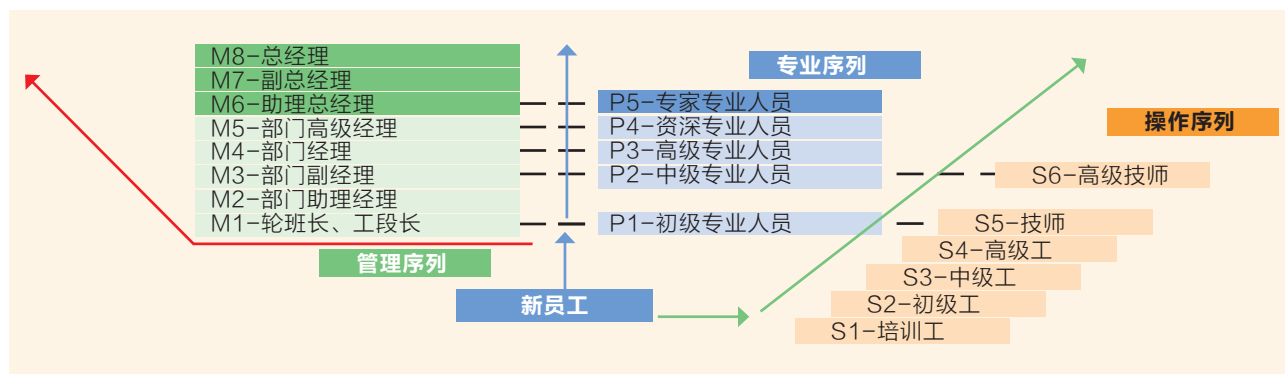 M8-总经理
M7-副总经理
M6-助理总经理
M5-部门高级经理
M4-部门经理
M3-部门副经理
M2-部门助理经理
M1-轮班长、工段长
管理序列
专业序列
P5-专家专业人员
P4-资深专业人员
P3-高级专业人员
P2-中级专业人员
P1-初级专业人员
操作序列
S6-高级技师
S5-技师
S4-高级工
S3-中级工
S2-初级工
S1-培训工
新员工